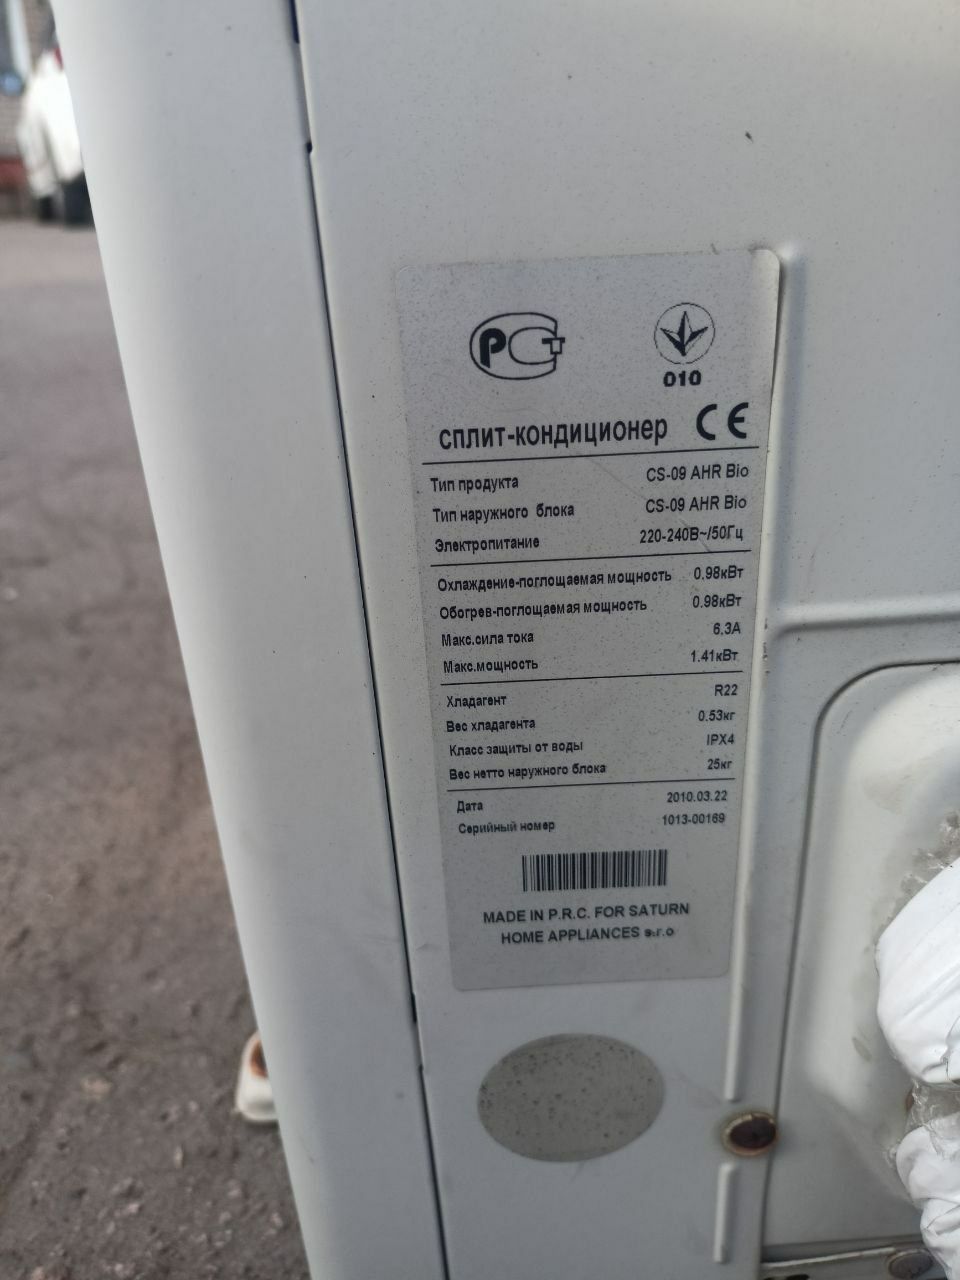 РСТ
010
сплит-кондиционер CE
Тип продукта CS-09 AHR Bio
Тип наружного блока CS-09 AHR Bio
Электропитание 220-240В~/50Гц
Охлаждение-поглощаемая мощность 0.98кВт
Обогрев-поглощаемая мощность 0.98кВт
Макс.сила тока 6.3А
Макс.мощность 1.41кВт
Хладагент R22
Вес хладагента 0.53кг
Класс защиты от воды IPX4
Вес нетто наружного блока 25кг
Дата 2010.03.22
Серийный номер 1013-00169
MADE IN P.R.C. FOR SATURN
HOME APPLIANCES s.r.o